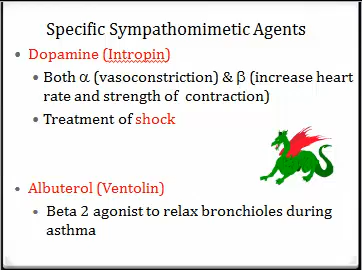 Specific Sympathomimetic Agents
• Dopamine (Intropin)
• Both α (vasoconstriction) & β (increase heart
rate and strength of contraction)
• Treatment of shock
• Albuterol (Ventolin)
• Beta 2 agonist to relax bronchioles during
asthma